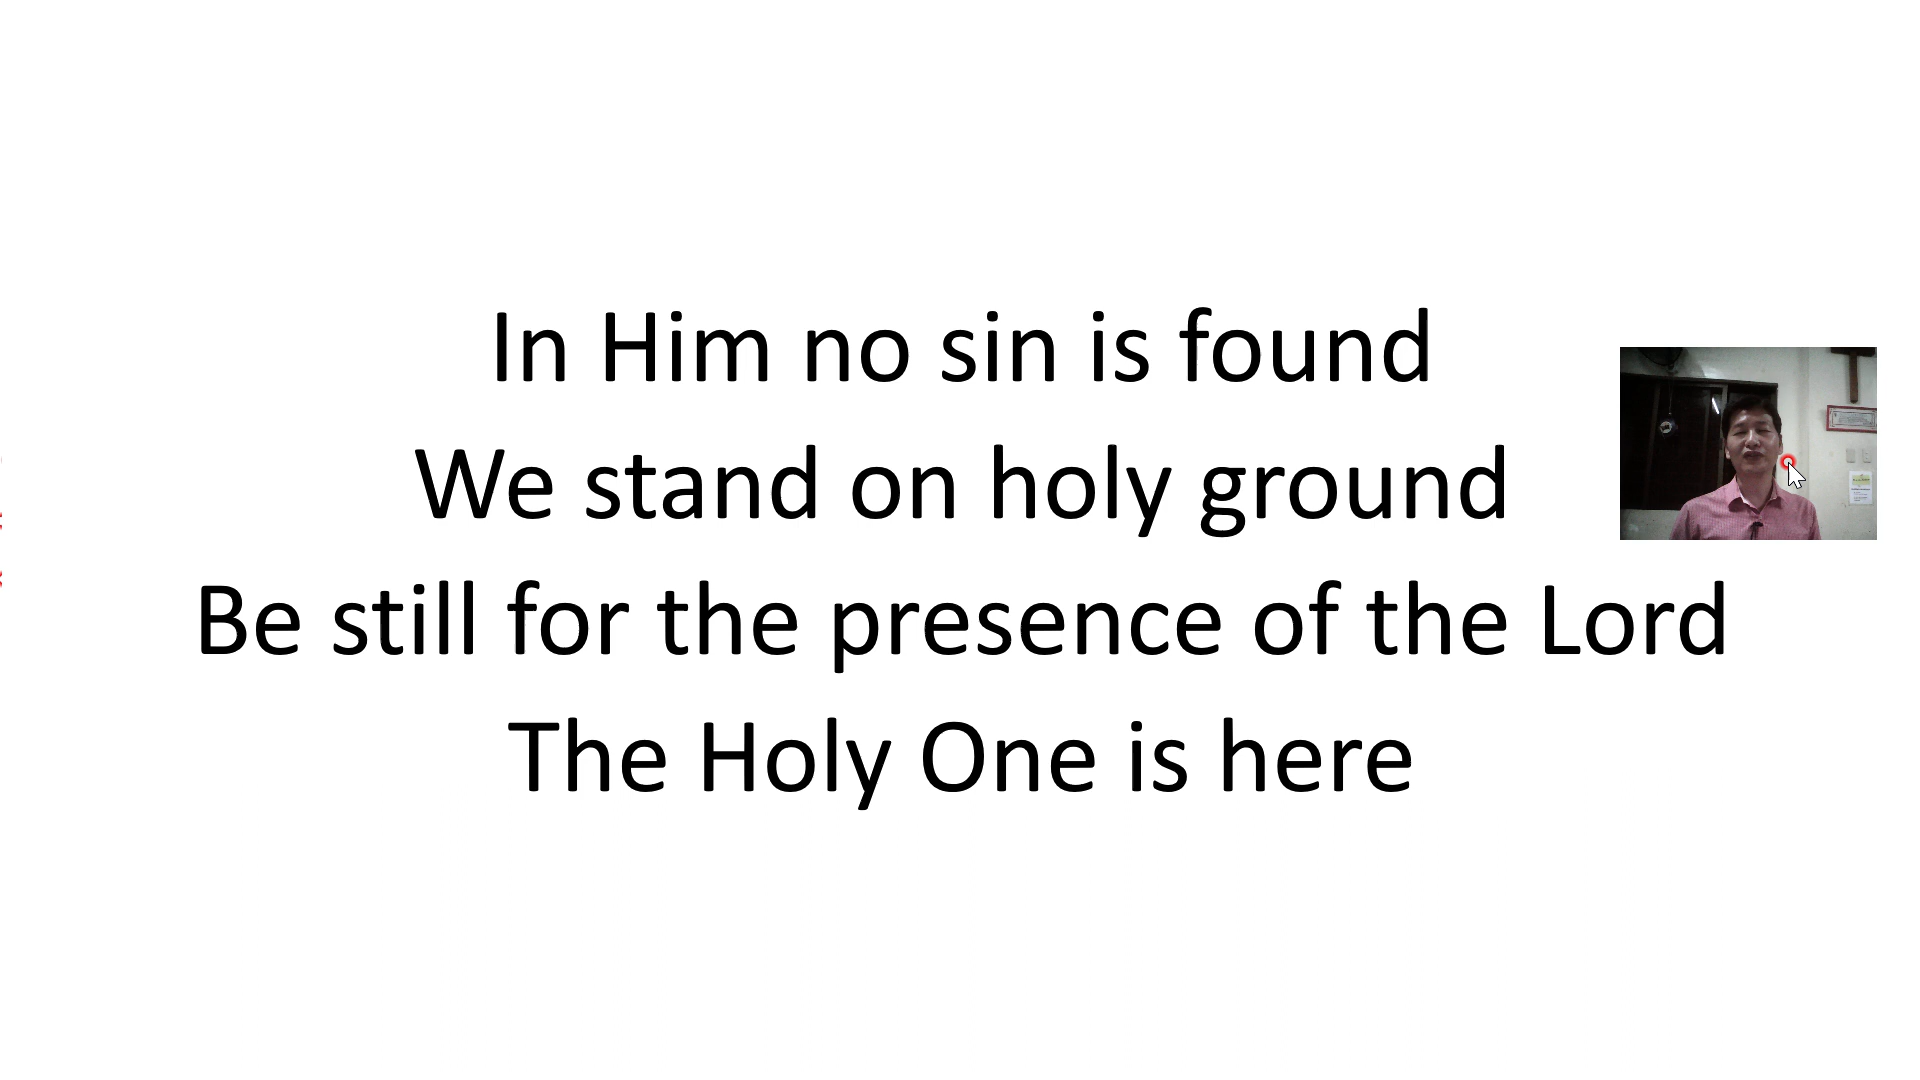 In Him no sin is found
We stand on holy ground
Be still for the presence of the Lord
The Holy One is here